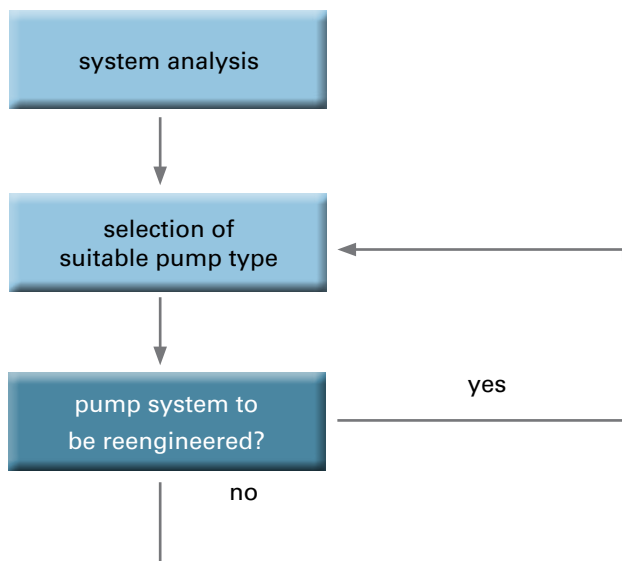 system analysis
selection of
suitable pump type
pump system to
be reengineered?
yes
no